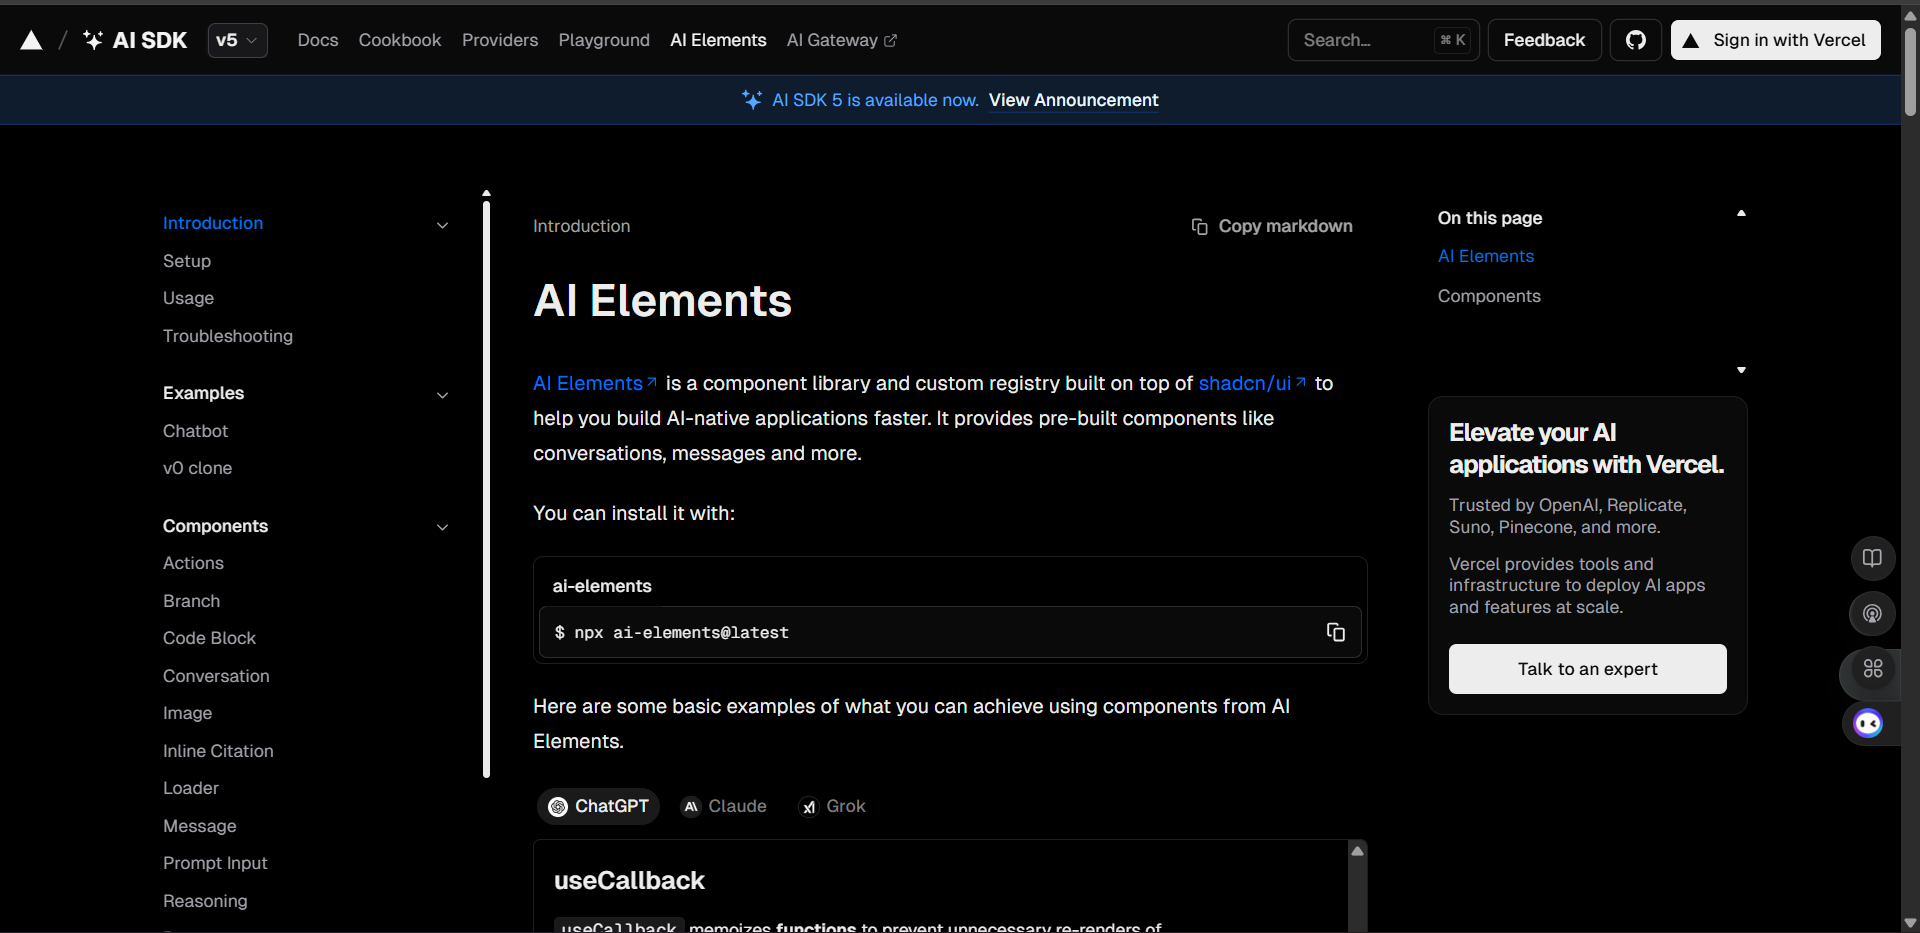 AI SDK
v5
Docs
Cookbook
Providers
Playground
AI Elements
AI Gateway
Search...
⌘ K
Feedback
Sign in with Vercel
AI SDK 5 is available now. View Announcement
Introduction
Setup
Usage
Troubleshooting
Examples
Chatbot
v0 clone
Components
Actions
Branch
Code Block
Conversation
Image
Inline Citation
Loader
Message
Prompt Input
Reasoning
Introduction
Copy markdown
AI Elements
AI Elements is a component library and custom registry built on top of shadcn/ui to
help you build AI-native applications faster. It provides pre-built components like
conversations, messages and more.
You can install it with:
ai-elements
$ npx ai-elements@latest
Here are some basic examples of what you can achieve using components from AI
Elements.
ChatGPT
Claude
Grok
useCallback
useCallback memoizes functions to prevent unnecessary re-renders of
On this page
AI Elements
Components
Elevate your AI
applications with Vercel.
Trusted by OpenAI, Replicate,
Suno, Pinecone, and more.
Vercel provides tools and
infrastructure to deploy AI apps
and features at scale.
Talk to an expert